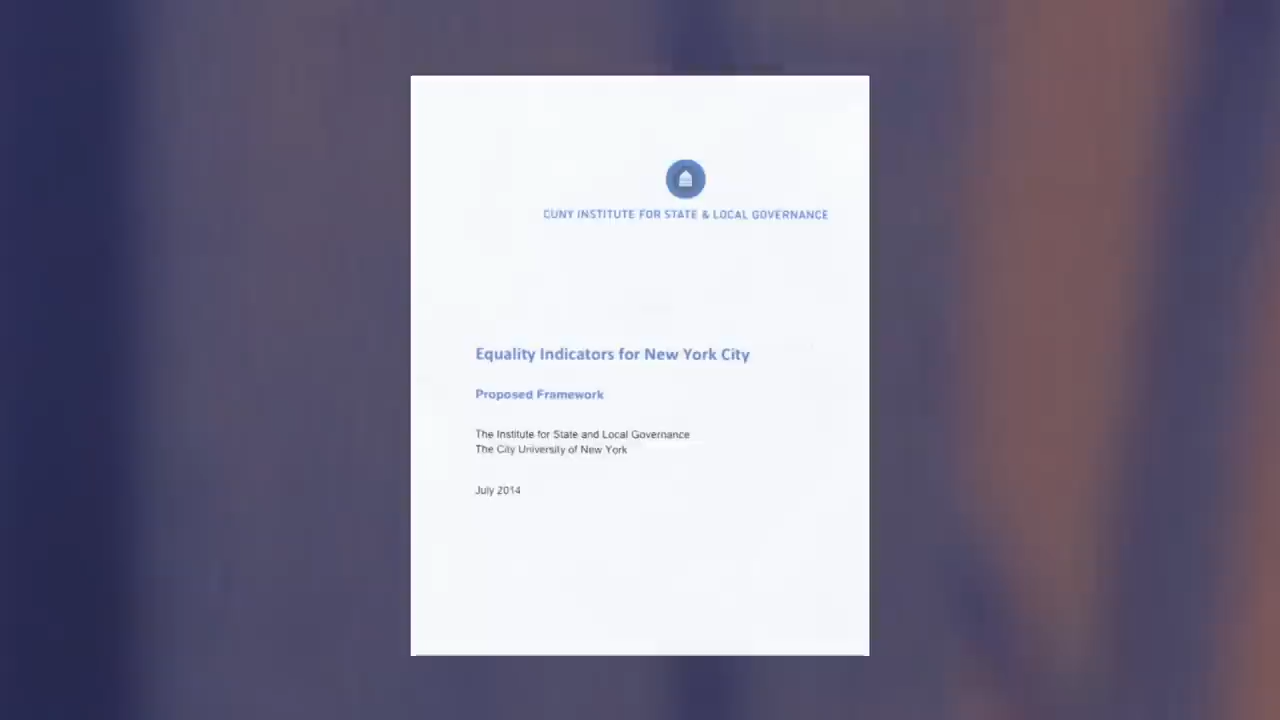 CUNY INSTITUTE FOR STATE & LOCAL GOVERNANCE
Equality Indicators for New York City
Proposed Framework
The Institute for State and Local Governance
The City University of New York
July 2014